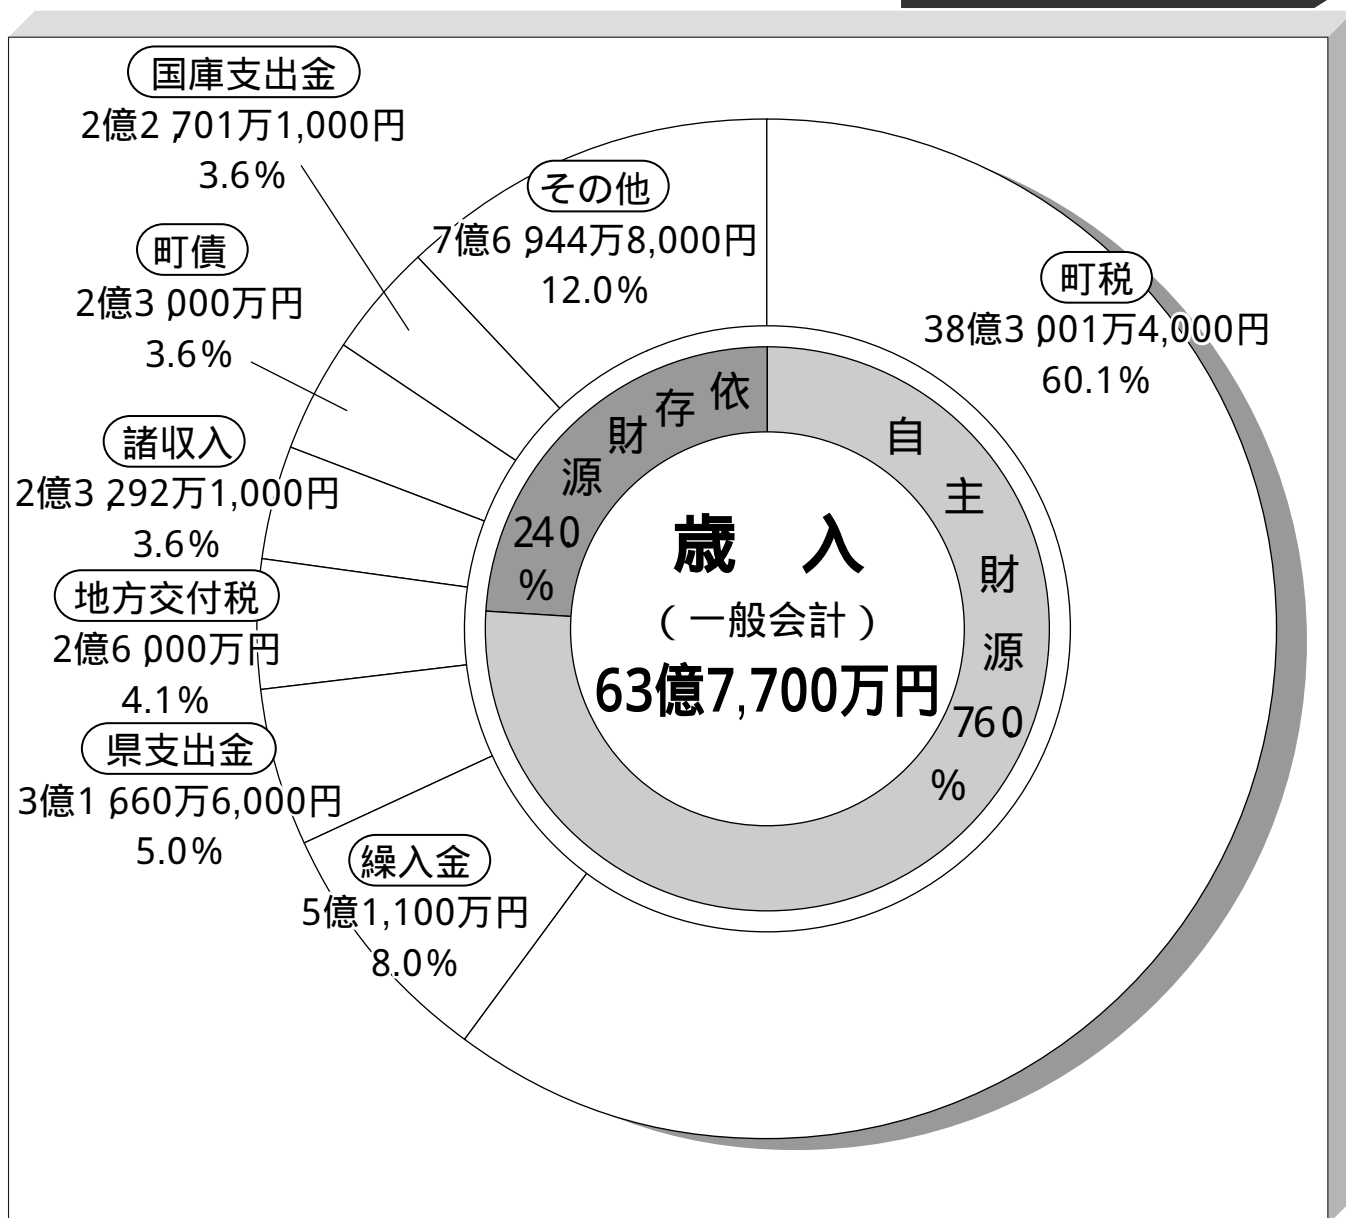 国庫支出金
2億2,701万1,000円
3.6%
その他
7億6,944万8,000円
12.0%
町税
38億3,001万4,000円
60.1%
町債
2億3,000万円
3.6%
諸収入
2億3,292万1,000円
3.6%
地方交付税
2億6,000万円
4.1%
県支出金
3億1,660万6,000円
5.0%
繰入金
5億1,100万円
8.0%
依存財源
24.0%
自主財源
76.0%
歳 入
(一般会計)
63億7,700万円